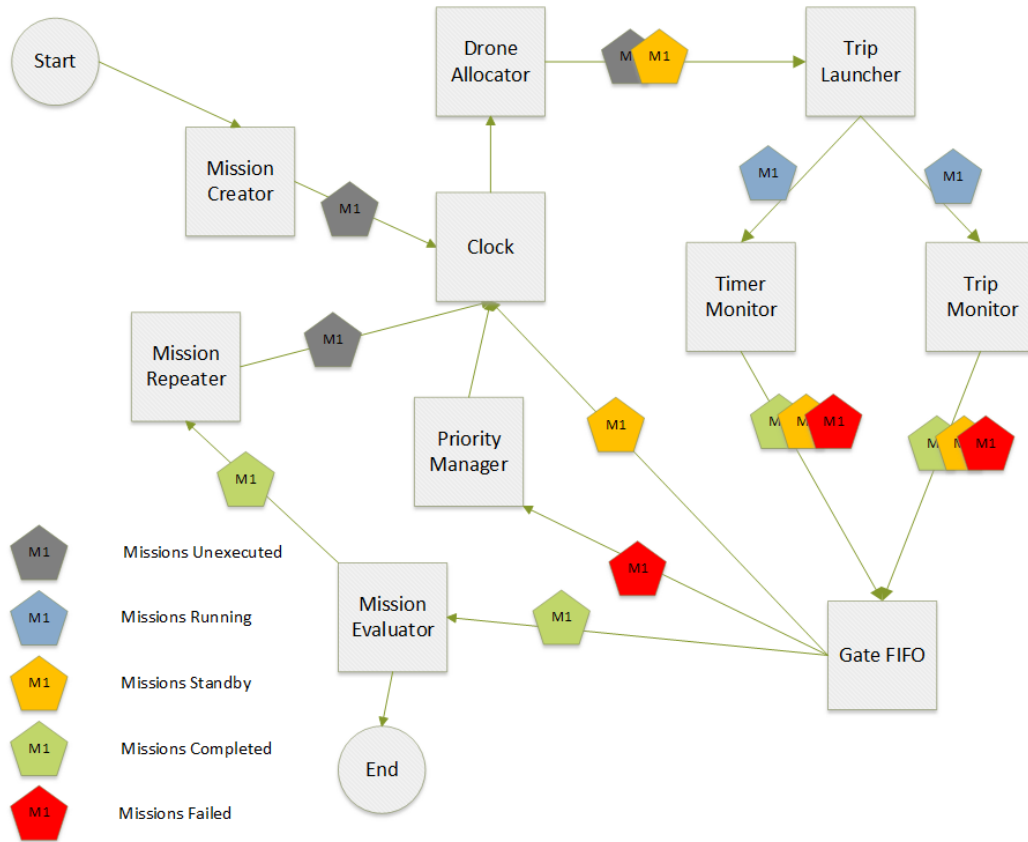 Start
Drone
Allocator
M
M1
Trip
Launcher
Mission
Creator
M1
M1
M1
Clock
Timer
Monitor
Trip
Monitor
Mission
Repeater
M1
Priority
Manager
M1
M
M
M1
M
M
M1
M1
M1
Mission
Evaluator
M1
Gate FIFO
End
M1 Missions Unexecuted
M1 Missions Running
M1 Missions Standby
M1 Missions Completed
M1 Missions Failed